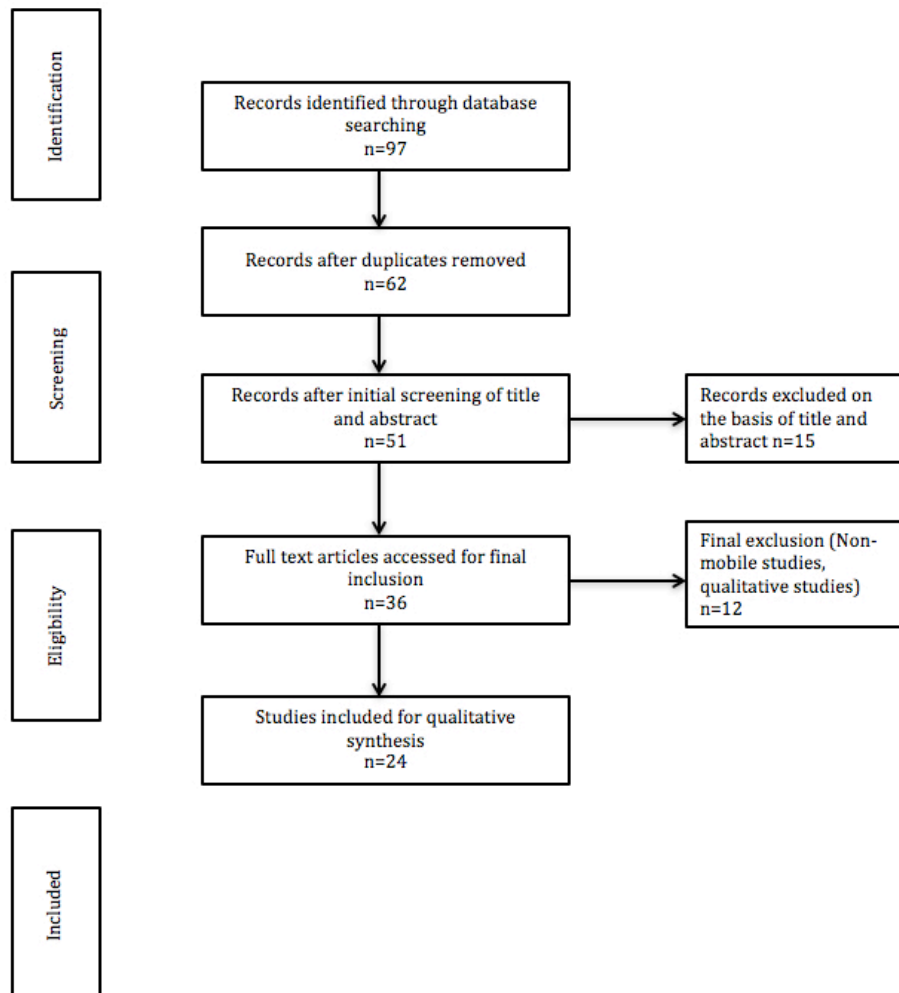 Identification
Records identified through database
searching
n=97
Records after duplicates removed
n=62
Screening
Records after initial screening of title
and abstract
n=51
Records excluded on
the basis of title and
abstract n=15
Eligibility
Full text articles accessed for final
inclusion
n=36
Final exclusion (Non-
mobile studies,
qualitative studies)
n=12
Studies included for qualitative
synthesis
n=24
Included